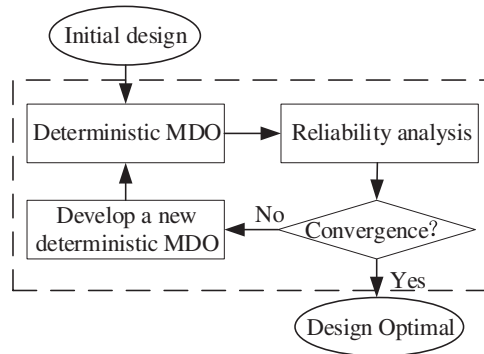 Initial design
Deterministic MDO
Reliability analysis
Develop a new
deterministic MDO
No
Convergence?
Yes
Design Optimal